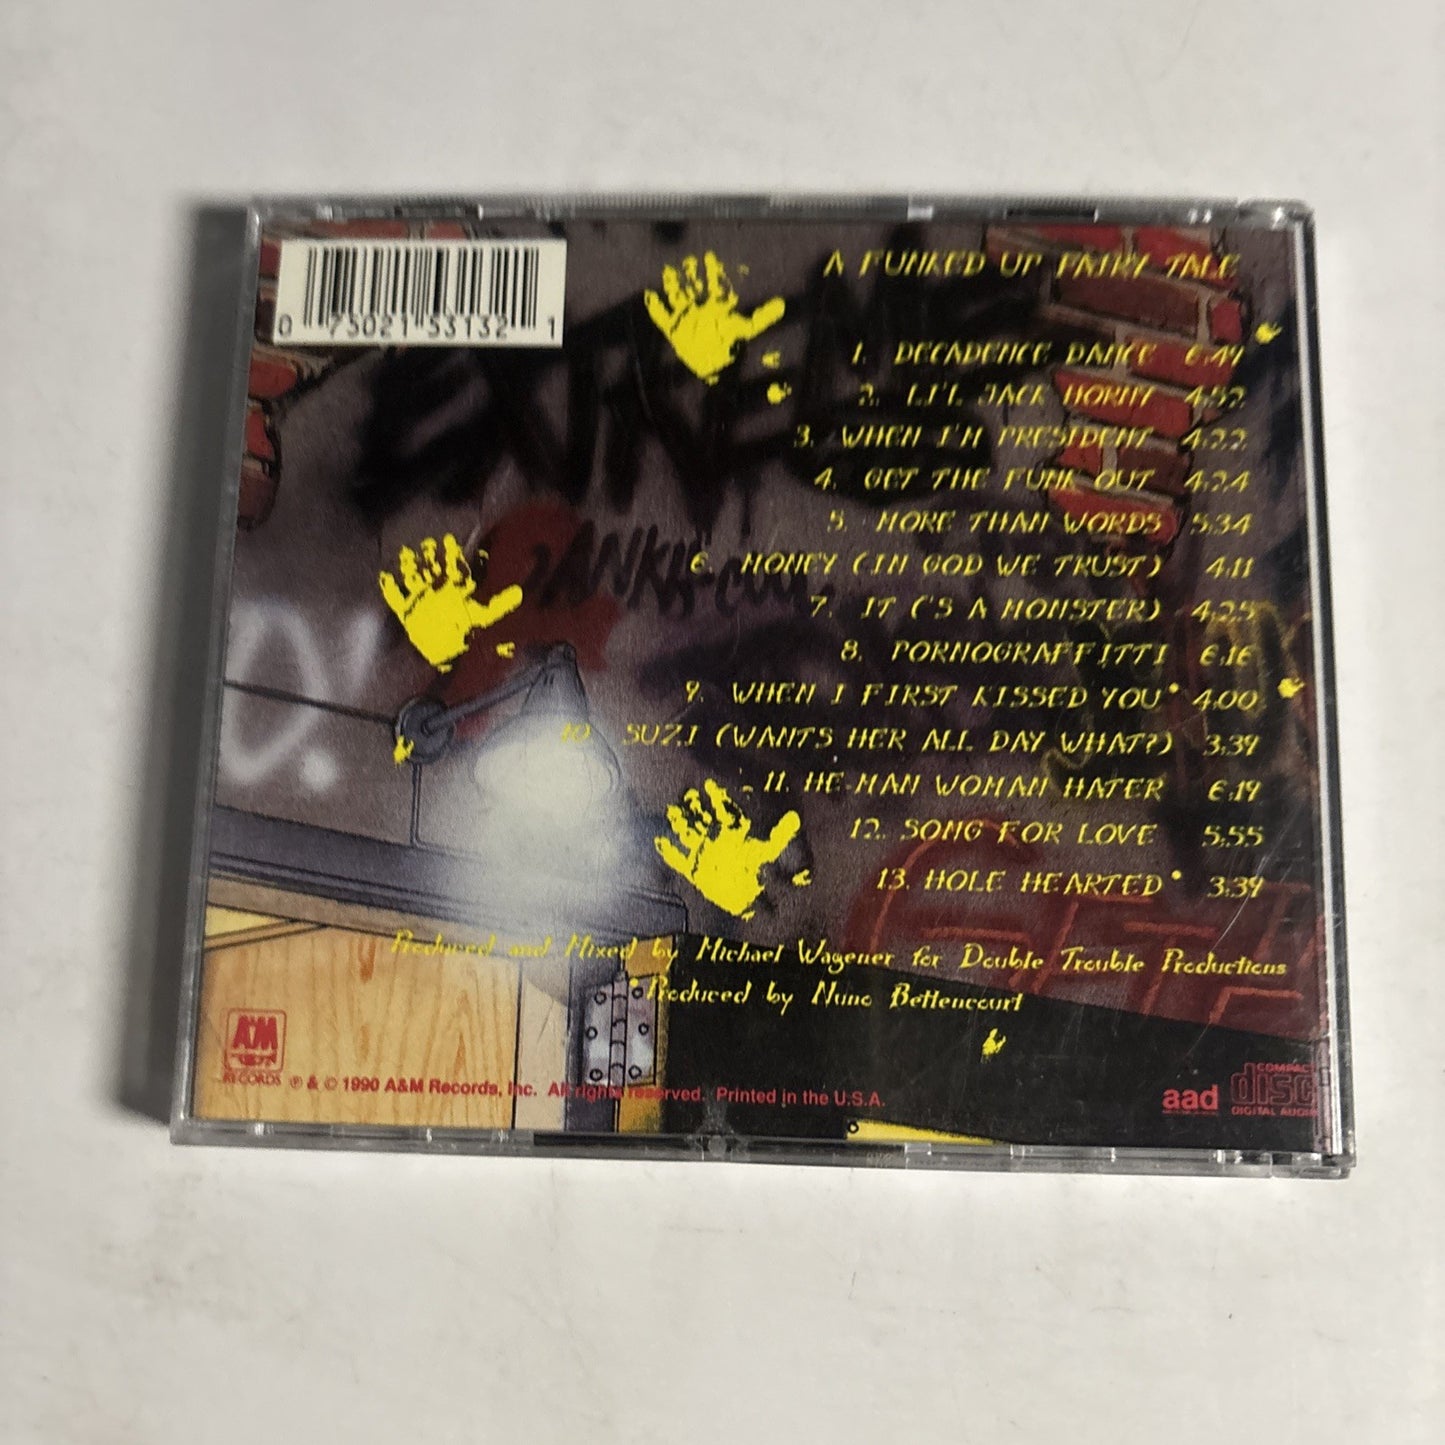 0 75021 53132 1
A FUNKED UP FAIRY TALE
1. DECADENCE DANCE 6:49
2. LI'L JACK HORNY 4:52
3. WHEN I'M PRESIDENT 4:22
4. GET THE FUNK OUT 4:24
5. MORE THAN WORDS 5:34
6. MONEY (IN GOD WE TRUST) 4:11
7. IT ('S A MONSTER) 4:25
8. PORNOGRAFFITTI 6:16
9. WHEN I FIRST KISSED YOU* 4:00
10. SUZI (WANTS HER ALL DAY WHAT?) 3:39
11. HE-MAN WOMAN HATER 6:19
12. SONG FOR LOVE 5:55
13. HOLE HEARTED* 3:39
Produced and Mixed by Michael Wagener for Double Trouble Productions
*Produced by Nuno Bettencourt
A&M
RECORDS ℗ & © 1990 A&M Records, Inc. All rights reserved. Printed in the U.S.A.
aad
COMPACT
disc
DIGITAL AUDIO